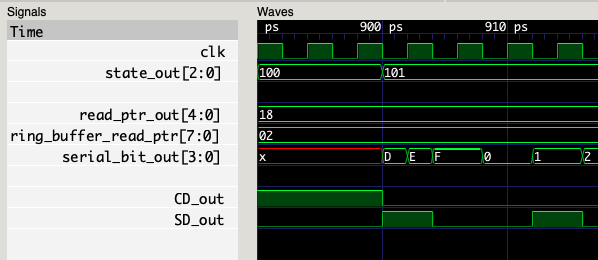 Signals
Waves
Time
ps 900 ps 910 ps
clk
state_out[2:0] 100 101
read_ptr_out[4:0] 18
ring_buffer_read_ptr[7:0] 02
serial_bit_out[3:0] x D E F 0 1 2
CD_out
SD_out